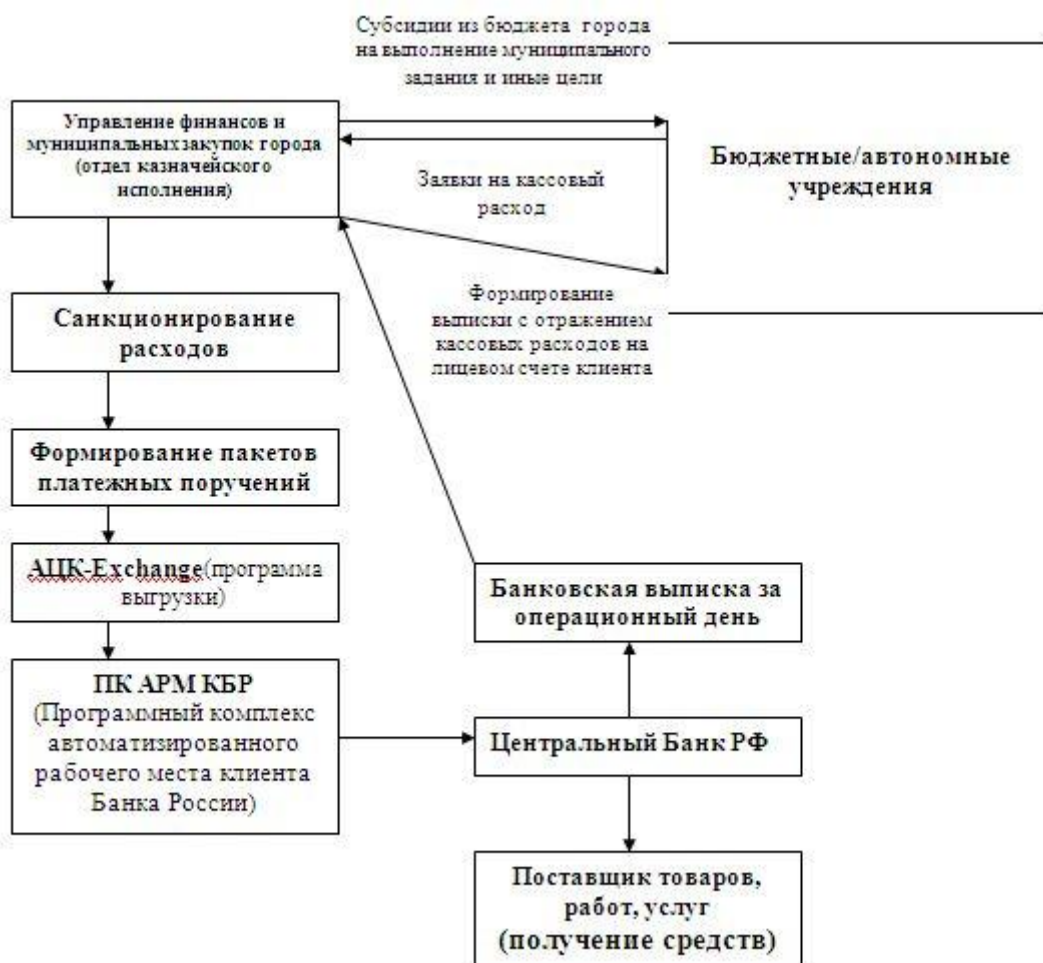 Субсидии из бюджета города
на выполнение муниципального
задания и иные цели
Управление финансов и
муниципальных закупок города
(отдел казначейского
исполнения)
Бюджетные/автономные
учреждения
Заявки на кассовый
расход
Формирование
выписки с отражением
кассовых расходов на
лицевом счете клиента
Санкционирование
расходов
Формирование пакетов
платежных поручений
АЦК-Exchange(программа
выгрузки)
Банковская выписка за
операционный день
ПК АРМ КБР
(Программный комплекс
автоматизированного
рабочего места клиента
Банка России)
Центральный Банк РФ
Поставщик товаров,
работ, услуг
(получение средств)